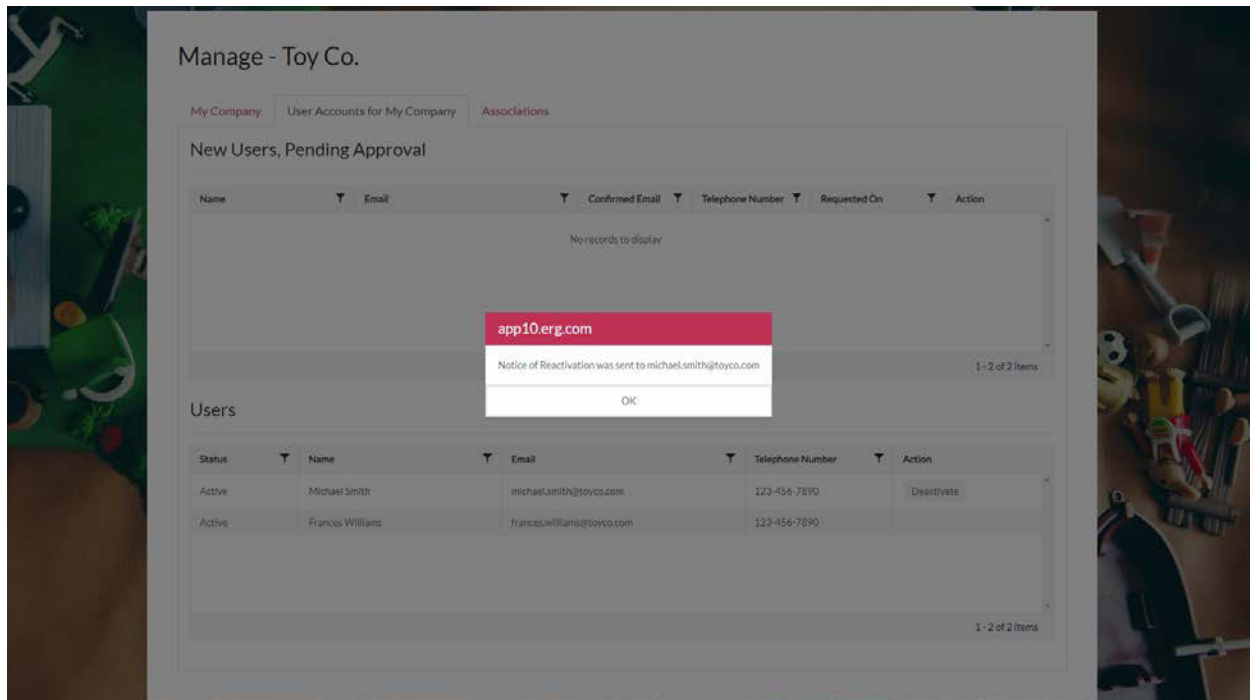 Manage - Toy Co.
My Company User Accounts for My Company Associations
New Users, Pending Approval
Name Email Confirmed Email Telephone Number Requested On Action
No records to display
app10.erg.com
Notice of Reactivation was sent to michael.smith@toyco.com
1 - 2 of 2 items
OK
Users
Status Name Email Telephone Number Action
Active Michael Smith michael.smith@toyco.com 123-456-7890 Deactivate
Active Frances Williams frances.williams@toyco.com 123-456-7890
1 - 2 of 2 items